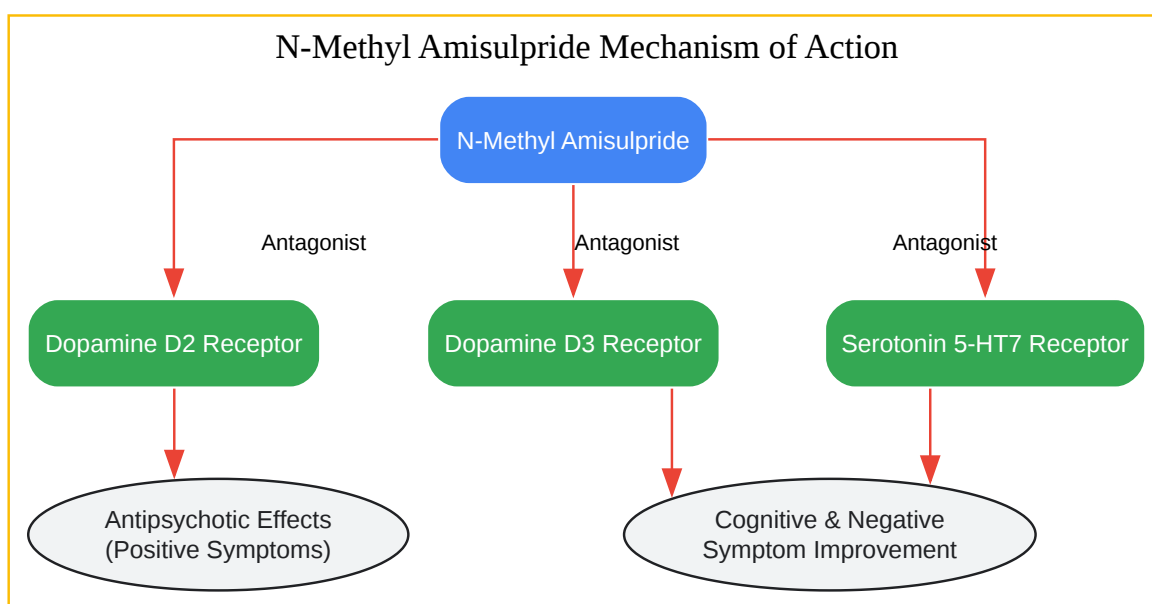 N-Methyl Amisulpride Mechanism of Action
N-Methyl Amisulpride
Antagonist
Antagonist
Antagonist
Dopamine D2 Receptor
Dopamine D3 Receptor
Serotonin 5-HT7 Receptor
Antipsychotic Effects
(Positive Symptoms)
Cognitive & Negative
Symptom Improvement